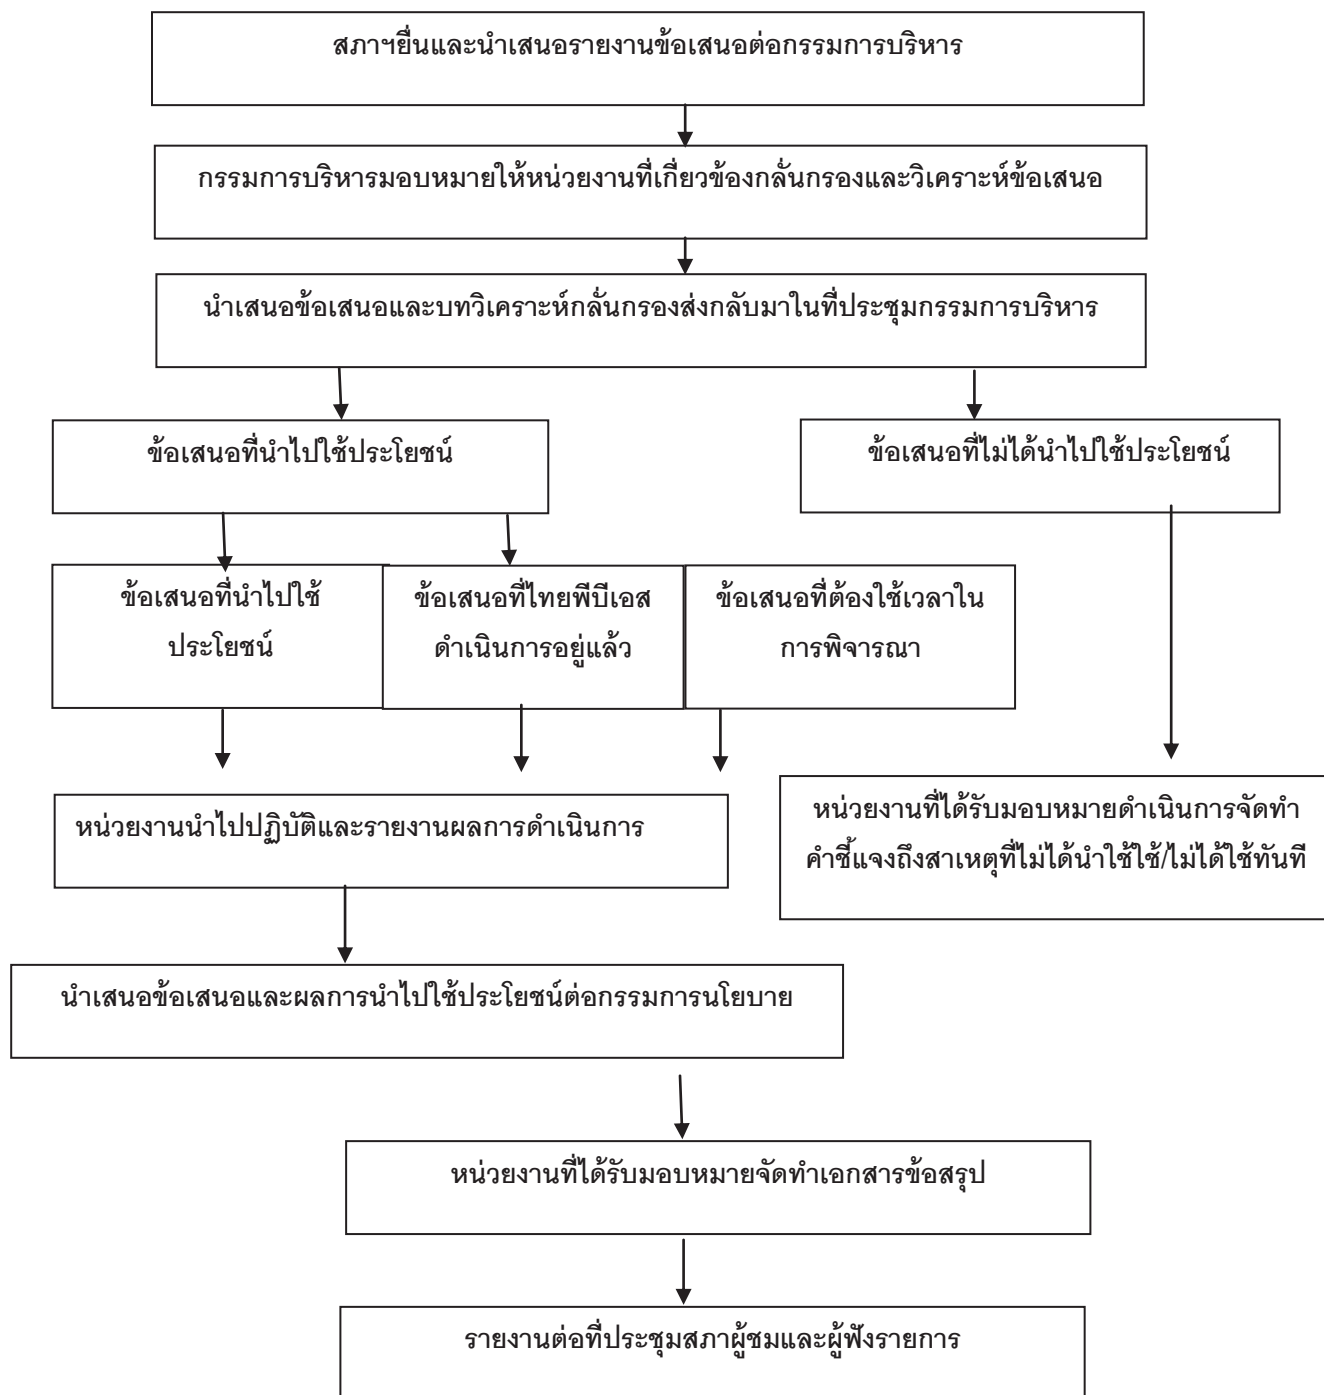 สภาฯยื่นและนำเสนอรายงานข้อเสนอต่อกรรมการบริหาร
กรรมการบริหารมอบหมายให้หน่วยงานที่เกี่ยวข้องกลั่นกรองและวิเคราะห์ข้อเสนอ
นำเสนอข้อเสนอและบทวิเคราะห์กลั่นกรองส่งกลับมาในที่ประชุมกรรมการบริหาร
ข้อเสนอที่นำไปใช้ประโยชน์
ข้อเสนอที่ไม่ได้นำไปใช้ประโยชน์
ข้อเสนอที่นำไปใช้
ประโยชน์
ข้อเสนอที่ไทยพีบีเอส
ดำเนินการอยู่แล้ว
ข้อเสนอที่ต้องใช้เวลาใน
การพิจารณา
หน่วยงานนำไปปฏิบัติและรายงานผลการดำเนินการ
หน่วยงานที่ได้รับมอบหมายดำเนินการจัดทำ
คำชี้แจงถึงสาเหตุที่ไม่ได้นำใช้ใช้/ไม่ได้ใช้ทันที
นำเสนอข้อเสนอและผลการนำไปใช้ประโยชน์ต่อกรรมการนโยบาย
หน่วยงานที่ได้รับมอบหมายจัดทำเอกสารข้อสรุป
รายงานต่อที่ประชุมสภาผู้ชมและผู้ฟังรายการ